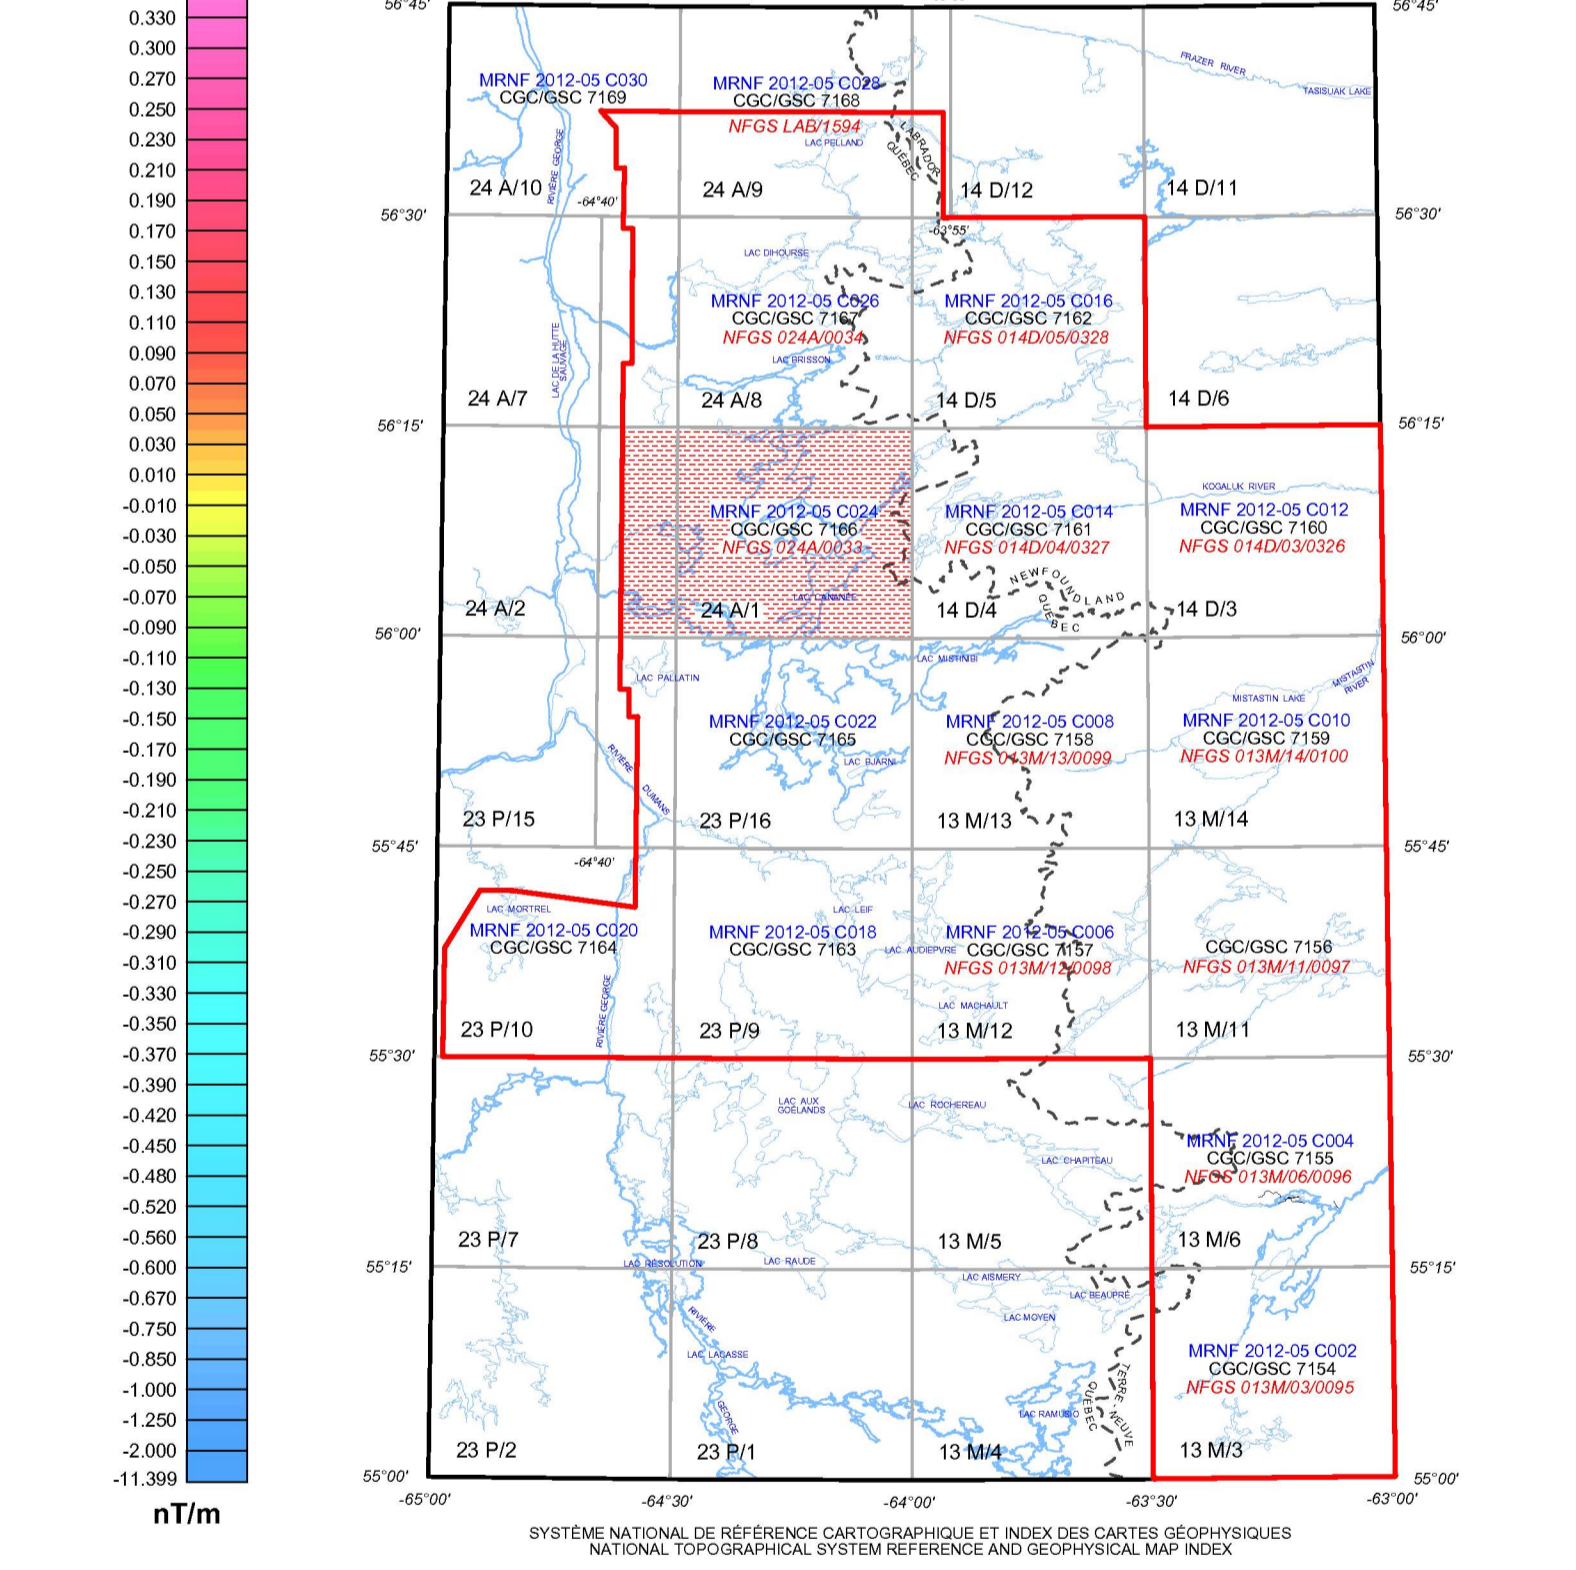 0.330
0.300
0.270
0.250
0.230
0.210
0.190
0.170
0.150
0.130
0.110
0.090
0.070
0.050
0.030
0.010
-0.010
-0.030
-0.050
-0.070
-0.090
-0.110
-0.130
-0.150
-0.170
-0.190
-0.210
-0.230
-0.250
-0.270
-0.290
-0.310
-0.330
-0.350
-0.370
-0.390
-0.420
-0.450
-0.480
-0.520
-0.560
-0.600
-0.670
-0.750
-0.850
-1.000
-1.250
-2.000
-11.399
nT/m
56°45'
56°45'
FRAZER RIVER
TASISUAK LAKE
MRNF 2012-05 C030
CGC/GSC 7169
MRNF 2012-05 C028
CGC/GSC 7168
NFGS LAB/1594
LAC PELLAND
LABRADOR
QUÉBEC
RIVIÈRE GEORGE
24 A/10
24 A/9
14 D/12
14 D/11
-64°40'
56°30'
56°30'
-63°55'
LAC DIHOURSE
MRNF 2012-05 C026
CGC/GSC 7167
NFGS 024A/0034
MRNF 2012-05 C016
CGC/GSC 7162
NFGS 014D/05/0328
LAC BRISSON
LAC DE LA HUTTE
SAUVAGE
24 A/7
24 A/8
14 D/5
14 D/6
56°15'
56°15'
KOGALUK RIVER
MRNF 2012-05 C024
CGC/GSC 7166
NFGS 024A/0033
MRNF 2012-05 C014
CGC/GSC 7161
NFGS 014D/04/0327
MRNF 2012-05 C012
CGC/GSC 7160
NFGS 014D/03/0326
NEWFOUNDLAND
QUÉBEC
LAC CANANÉE
24 A/2
24 A/1
14 D/4
14 D/3
56°00'
56°00'
LAC MISTINIBI
LAC PALLATIN
MISTASTIN
RIVER
MISTASTIN LAKE
MRNF 2012-05 C022
CGC/GSC 7165
MRNF 2012-05 C008
CGC/GSC 7158
NFGS 013M/13/0099
MRNF 2012-05 C010
CGC/GSC 7159
NFGS 013M/14/0100
LAC BJARNI
RIVIÈRE
DUMANS
23 P/15
23 P/16
13 M/13
13 M/14
55°45'
55°45'
-64°40'
LAC MORTREL
LAC LEIF
MRNF 2012-05 C020
CGC/GSC 7164
MRNF 2012-05 C018
CGC/GSC 7163
LAC AUDIEPVRE
MRNF 2012-05 C006
CGC/GSC 7157
NFGS 013M/12/0098
CGC/GSC 7156
NFGS 013M/11/0097
LAC MACHAULT
RIVIÈRE GEORGE
23 P/10
23 P/9
13 M/12
13 M/11
55°30'
55°30'
LAC AUX
GOÉLANDS
LAC ROCHEREAU
LAC CHAPITEAU
MRNF 2012-05 C004
CGC/GSC 7155
NFGS 013M/06/0096
23 P/7
23 P/8
13 M/5
13 M/6
LAC RÉSOLUTION
LAC RAUDE
55°15'
55°15'
LAC AISMERY
LAC BEAUPRÉ
LAC MOYEN
RIVIÈRE
LAC LACASSE
MRNF 2012-05 C002
CGC/GSC 7154
NFGS 013M/03/0095
TERRE-NEUVE
QUÉBEC
GEORGE
LAC RAMUSIO
23 P/2
23 P/1
13 M/4
13 M/3
55°00'
55°00'
-65°00'
-64°30'
-64°00'
-63°30'
-63°00'
SYSTÈME NATIONAL DE RÉFÉRENCE CARTOGRAPHIQUE ET INDEX DES CARTES GÉOPHYSIQUES
NATIONAL TOPOGRAPHICAL SYSTEM REFERENCE AND GEOPHYSICAL MAP INDEX